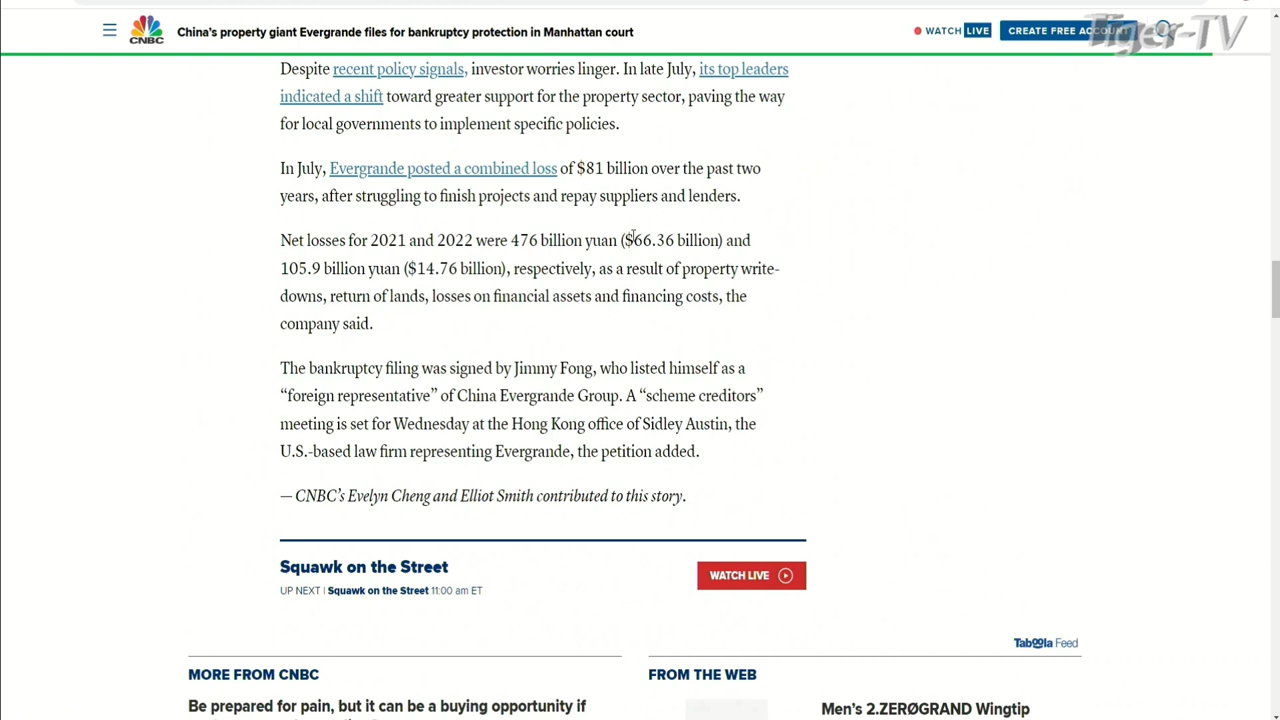 CNBC
China's property giant Evergrande files for bankruptcy protection in Manhattan court
WATCH LIVE
CREATE FREE ACCOUNT
Tiger-TV
Despite recent policy signals, investor worries linger. In late July, its top leaders
indicated a shift toward greater support for the property sector, paving the way
for local governments to implement specific policies.
In July, Evergrande posted a combined loss of $81 billion over the past two
years, after struggling to finish projects and repay suppliers and lenders.
Net losses for 2021 and 2022 were 476 billion yuan ($66.36 billion) and
105.9 billion yuan ($14.76 billion), respectively, as a result of property write-
downs, return of lands, losses on financial assets and financing costs, the
company said.
The bankruptcy filing was signed by Jimmy Fong, who listed himself as a
“foreign representative” of China Evergrande Group. A “scheme creditors”
meeting is set for Wednesday at the Hong Kong office of Sidley Austin, the
U.S.-based law firm representing Evergrande, the petition added.
— CNBC’s Evelyn Cheng and Elliot Smith contributed to this story.
Squawk on the Street
UP NEXT | Squawk on the Street 11:00 am ET
WATCH LIVE
Taboola Feed
MORE FROM CNBC
FROM THE WEB
Be prepared for pain, but it can be a buying opportunity if
Men's 2.ZERØGRAND Wingtip